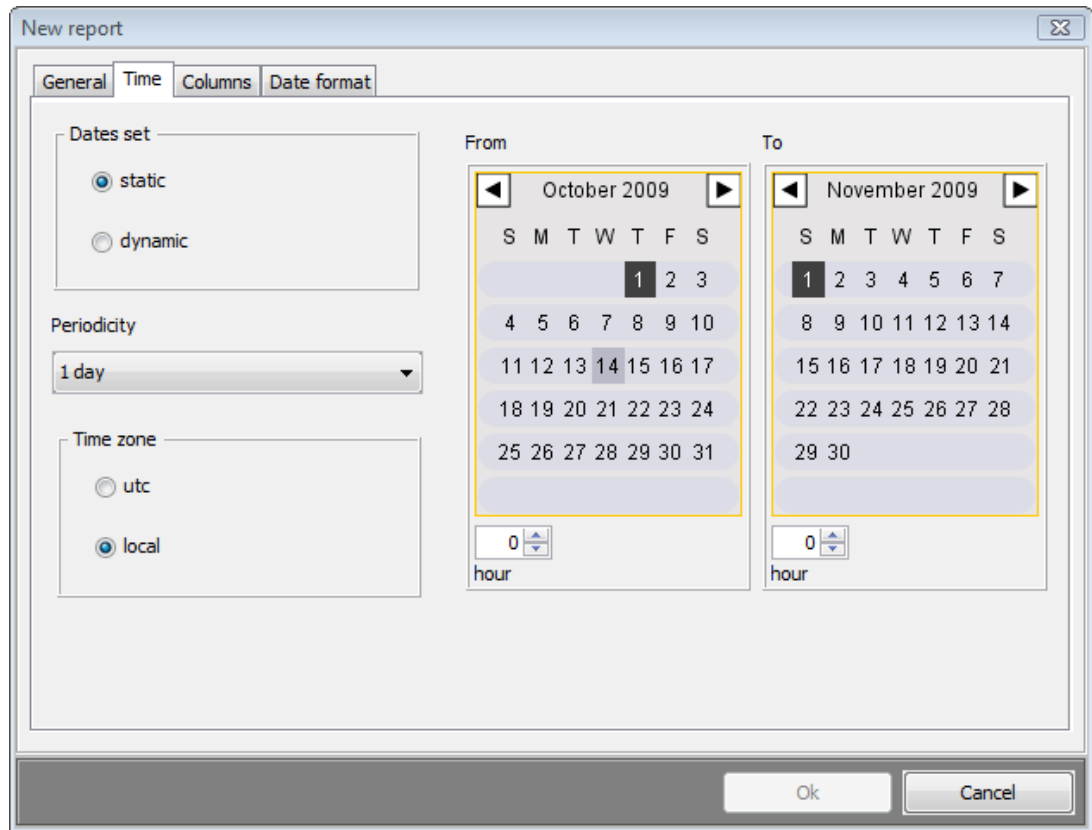 New report
General Time Columns Date format
Dates set
static
dynamic
Periodicity
1 day
Time zone
utc
local
From
October 2009
S M T W T F S
1 2 3
4 5 6 7 8 9 10
11 12 13 14 15 16 17
18 19 20 21 22 23 24
25 26 27 28 29 30 31
0
hour
To
November 2009
S M T W T F S
1 2 3 4 5 6 7
8 9 10 11 12 13 14
15 16 17 18 19 20 21
22 23 24 25 26 27 28
29 30
0
hour
Ok Cancel